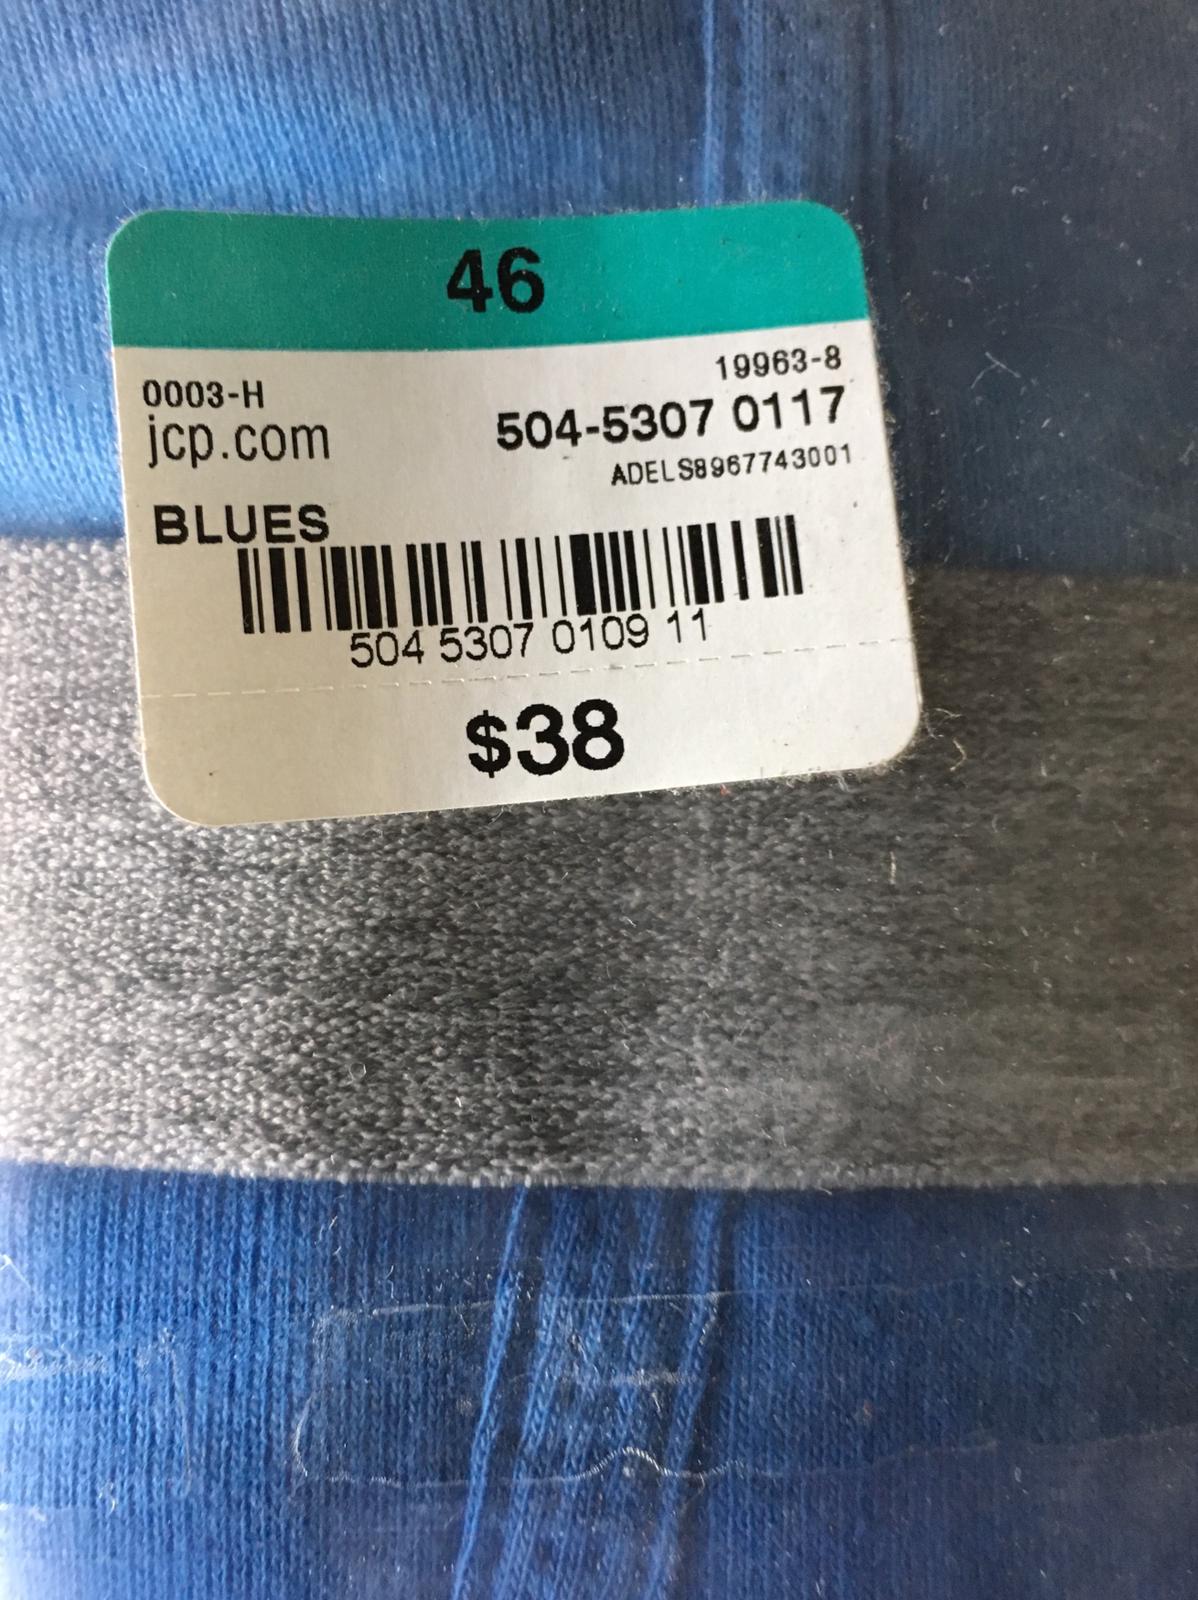 46
0003-H
19963-8
jcp.com
504-5307 0117
ADELS8967743001
BLUES
504 5307 0109 11
$38